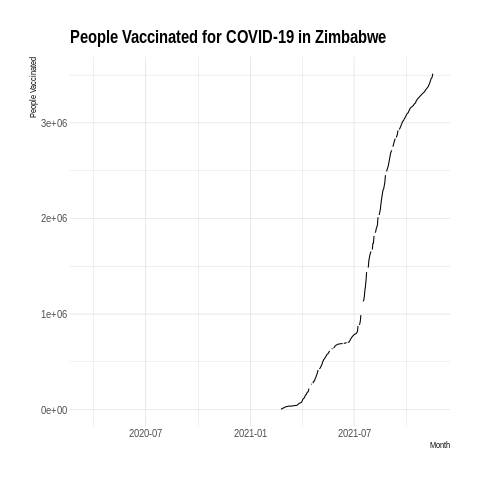 People Vaccinated for COVID-19 in Zimbabwe
People Vaccinated
3e+06
2e+06
1e+06
0e+00
2020-07
2021-01
2021-07
Month